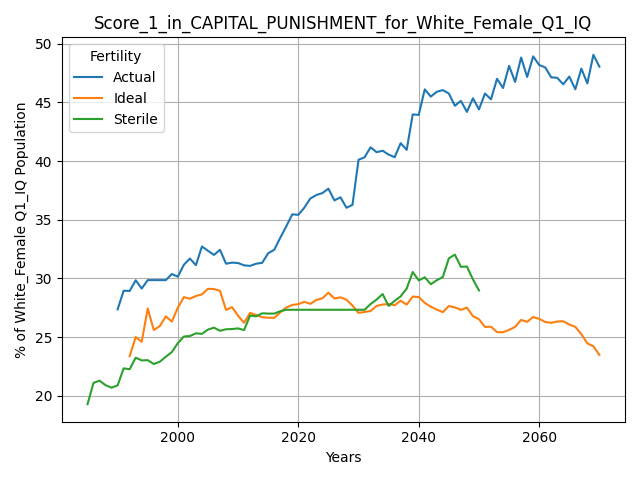 Score_1_in_CAPITAL_PUNISHMENT_for_White_Female_Q1_IQ
Fertility
Actual
Ideal
Sterile
% of White_Female Q1_IQ Population
50
45
40
35
30
25
20
2000
2020
2040
2060
Years